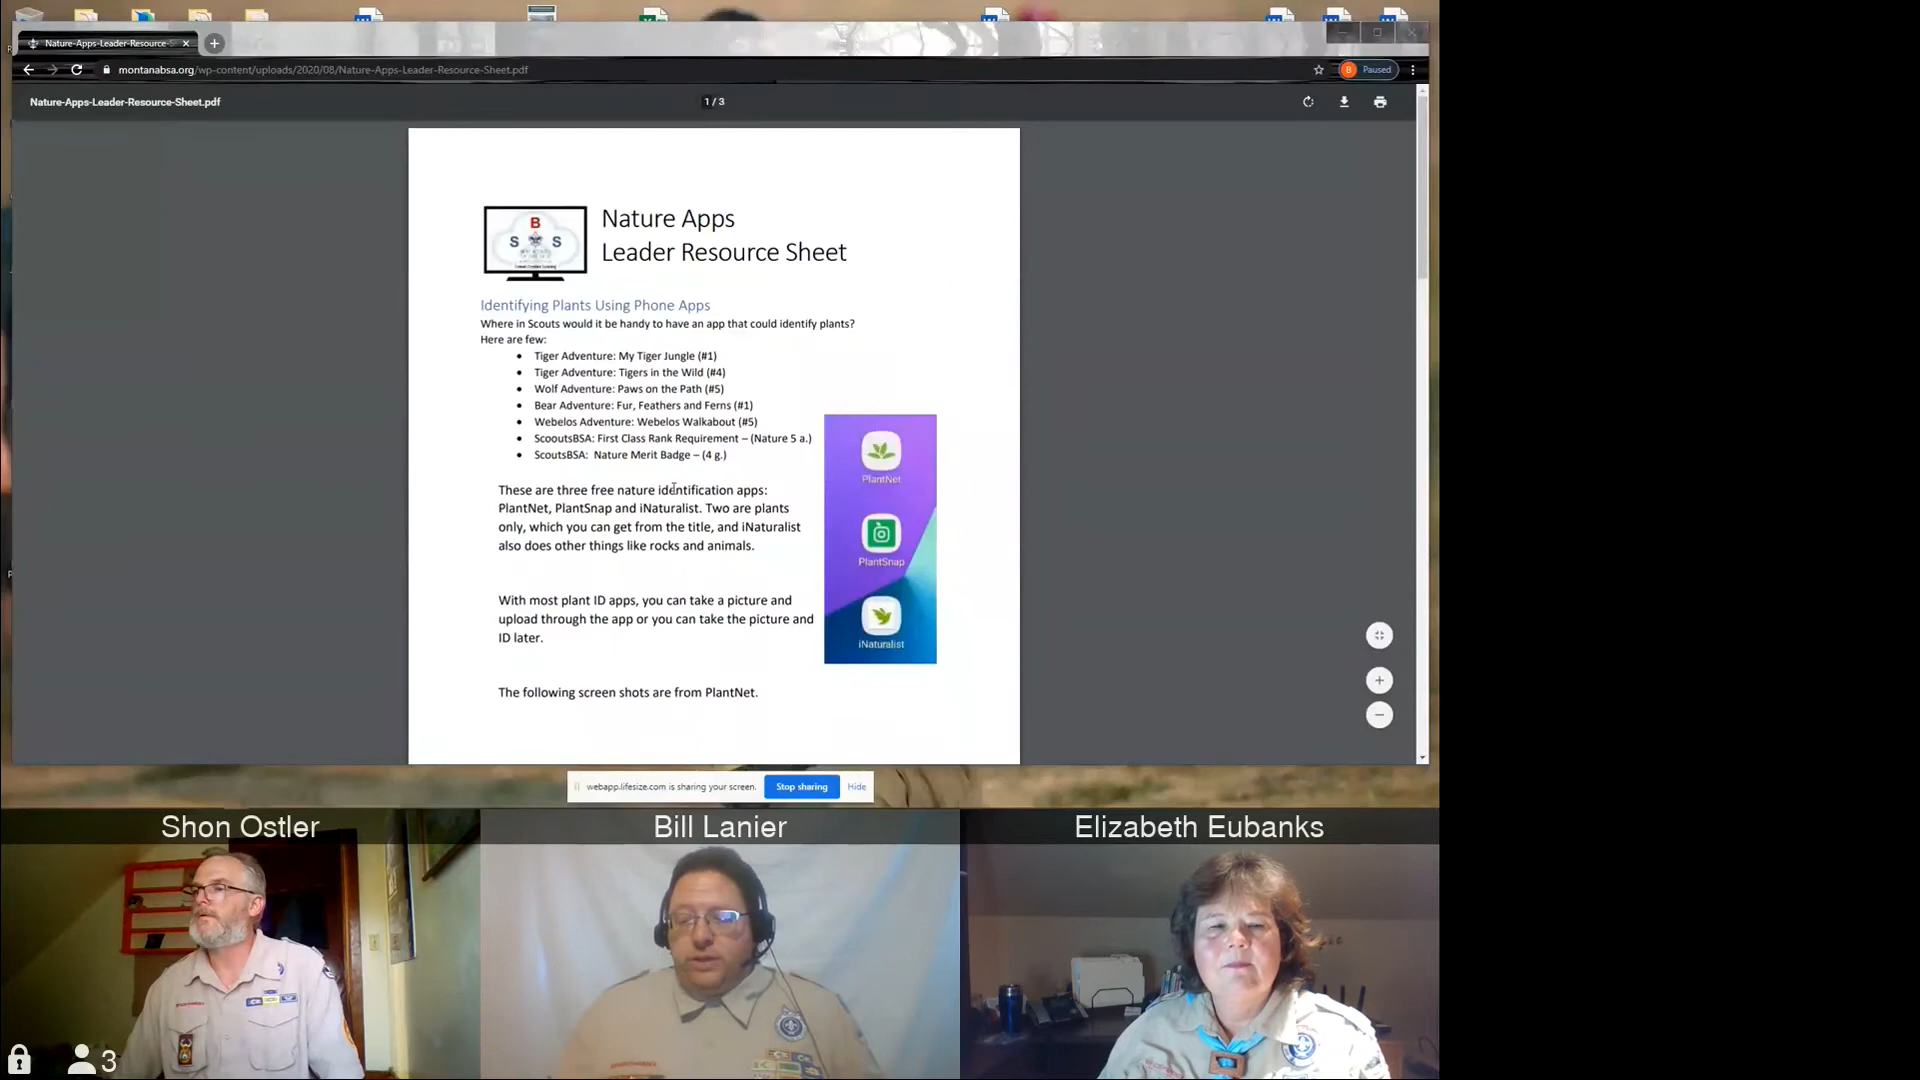 Nature-Apps-Leader-Resource-S
montanabsa.org/wp-content/uploads/2020/08/Nature-Apps-Leader-Resource-Sheet.pdf
B Paused
Nature-Apps-Leader-Resource-Sheet.pdf
1 / 3
B
S S
Nature Apps
Leader Resource Sheet
Identifying Plants Using Phone Apps
Where in Scouts would it be handy to have an app that could identify plants?
Here are few:
• Tiger Adventure: My Tiger Jungle (#1)
• Tiger Adventure: Tigers in the Wild (#4)
• Wolf Adventure: Paws on the Path (#5)
• Bear Adventure: Fur, Feathers and Ferns (#1)
• Webelos Adventure: Webelos Walkabout (#5)
• ScooutsBSA: First Class Rank Requirement – (Nature 5 a.)
• ScoutsBSA: Nature Merit Badge – (4 g.)
These are three free nature identification apps:
PlantNet, PlantSnap and iNaturalist. Two are plants
only, which you can get from the title, and iNaturalist
also does other things like rocks and animals.
With most plant ID apps, you can take a picture and
upload through the app or you can take the picture and
ID later.
The following screen shots are from PlantNet.
PlantNet
PlantSnap
iNaturalist
webapp.lifesize.com is sharing your screen.
Stop sharing
Hide
Shon Ostler
Bill Lanier
Elizabeth Eubanks
3